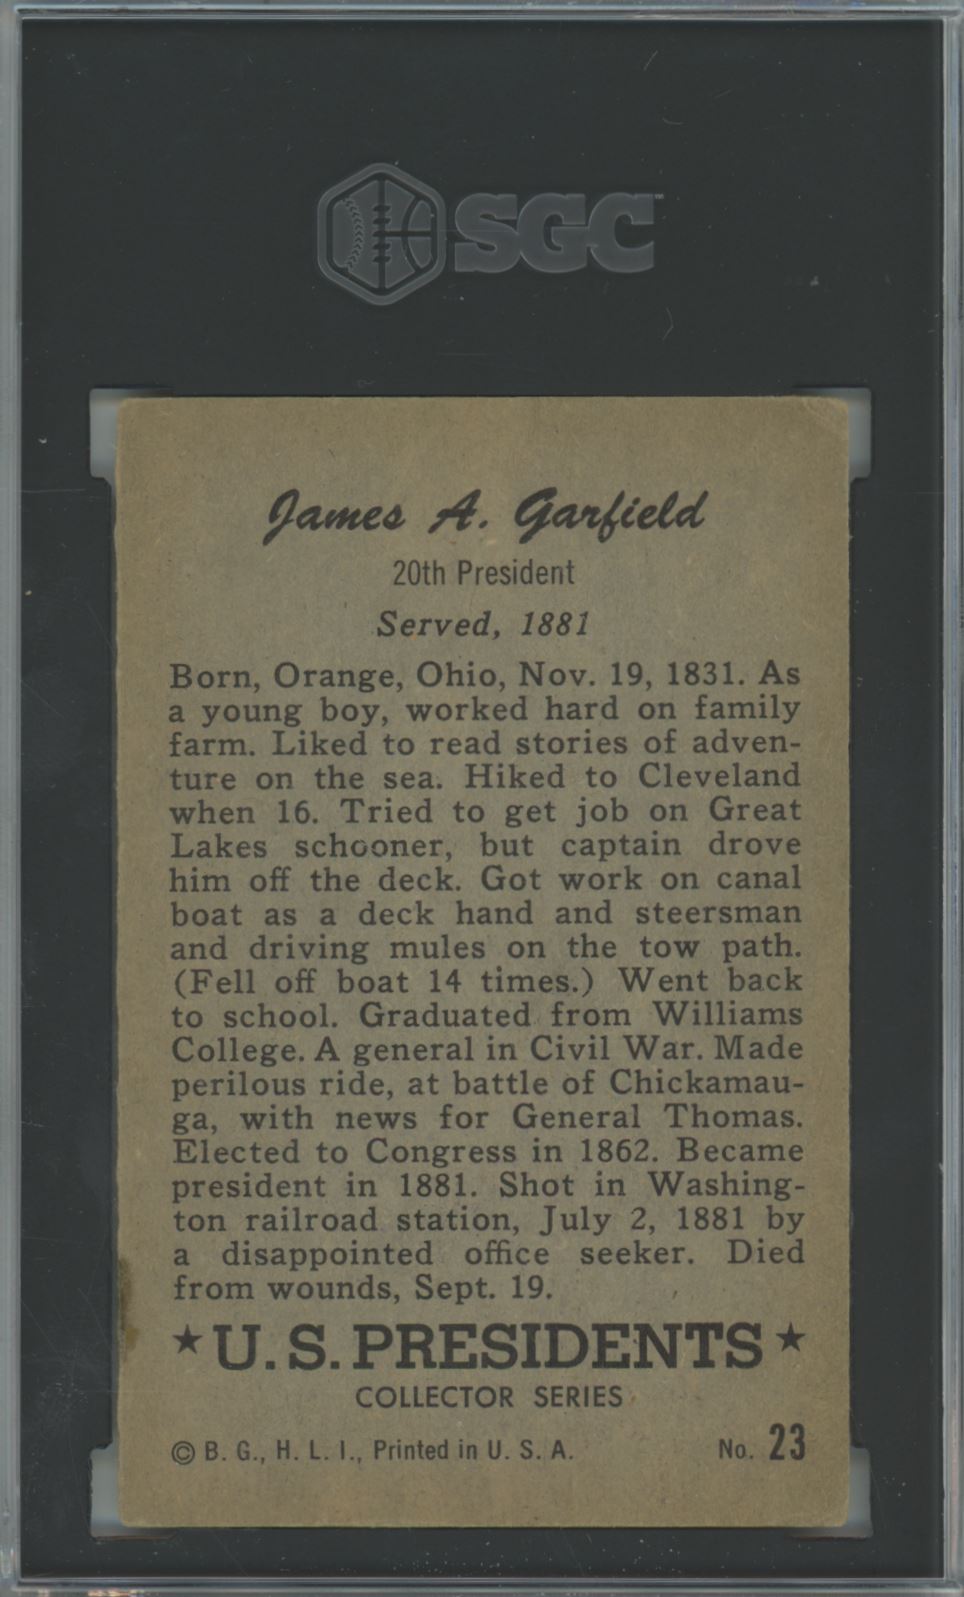 SGC
James A. Garfield
20th President
Served, 1881
Born, Orange, Ohio, Nov. 19, 1831. As
a young boy, worked hard on family
farm. Liked to read stories of adven-
ture on the sea. Hiked to Cleveland
when 16. Tried to get job on Great
Lakes schooner, but captain drove
him off the deck. Got work on canal
boat as a deck hand and steersman
and driving mules on the tow path.
(Fell off boat 14 times.) Went back
to school. Graduated from Williams
College. A general in Civil War. Made
perilous ride, at battle of Chickamau-
ga, with news for General Thomas.
Elected to Congress in 1862. Became
president in 1881. Shot in Washing-
ton railroad station, July 2, 1881 by
a disappointed office seeker. Died
from wounds, Sept. 19.
★ U.S. PRESIDENTS ★
COLLECTOR SERIES
© B. G., H. L. I., Printed in U. S. A. No. 23